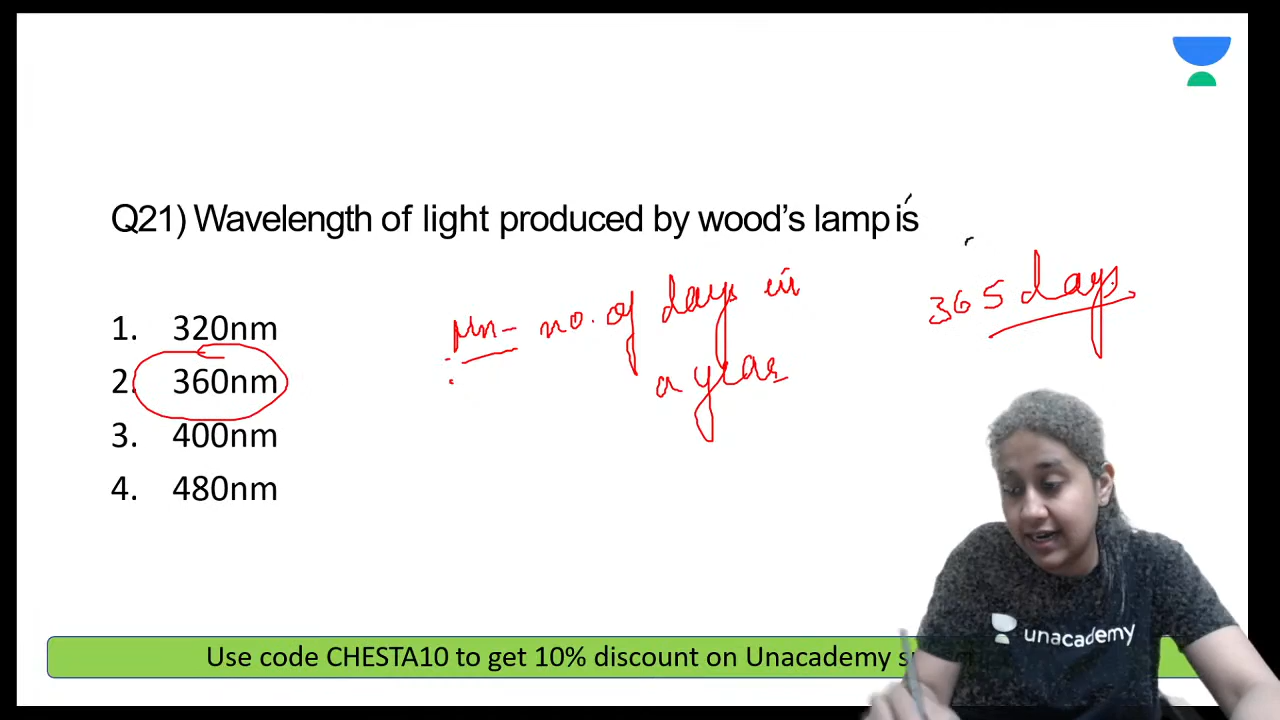 Q21) Wavelength of light produced by wood's lamp is
1. 320nm
2. 360nm
3. 400nm
4. 480nm
Mn- no. of days in
a year
365 days
unacademy
Use code CHESTA10 to get 10% discount on Unacademy